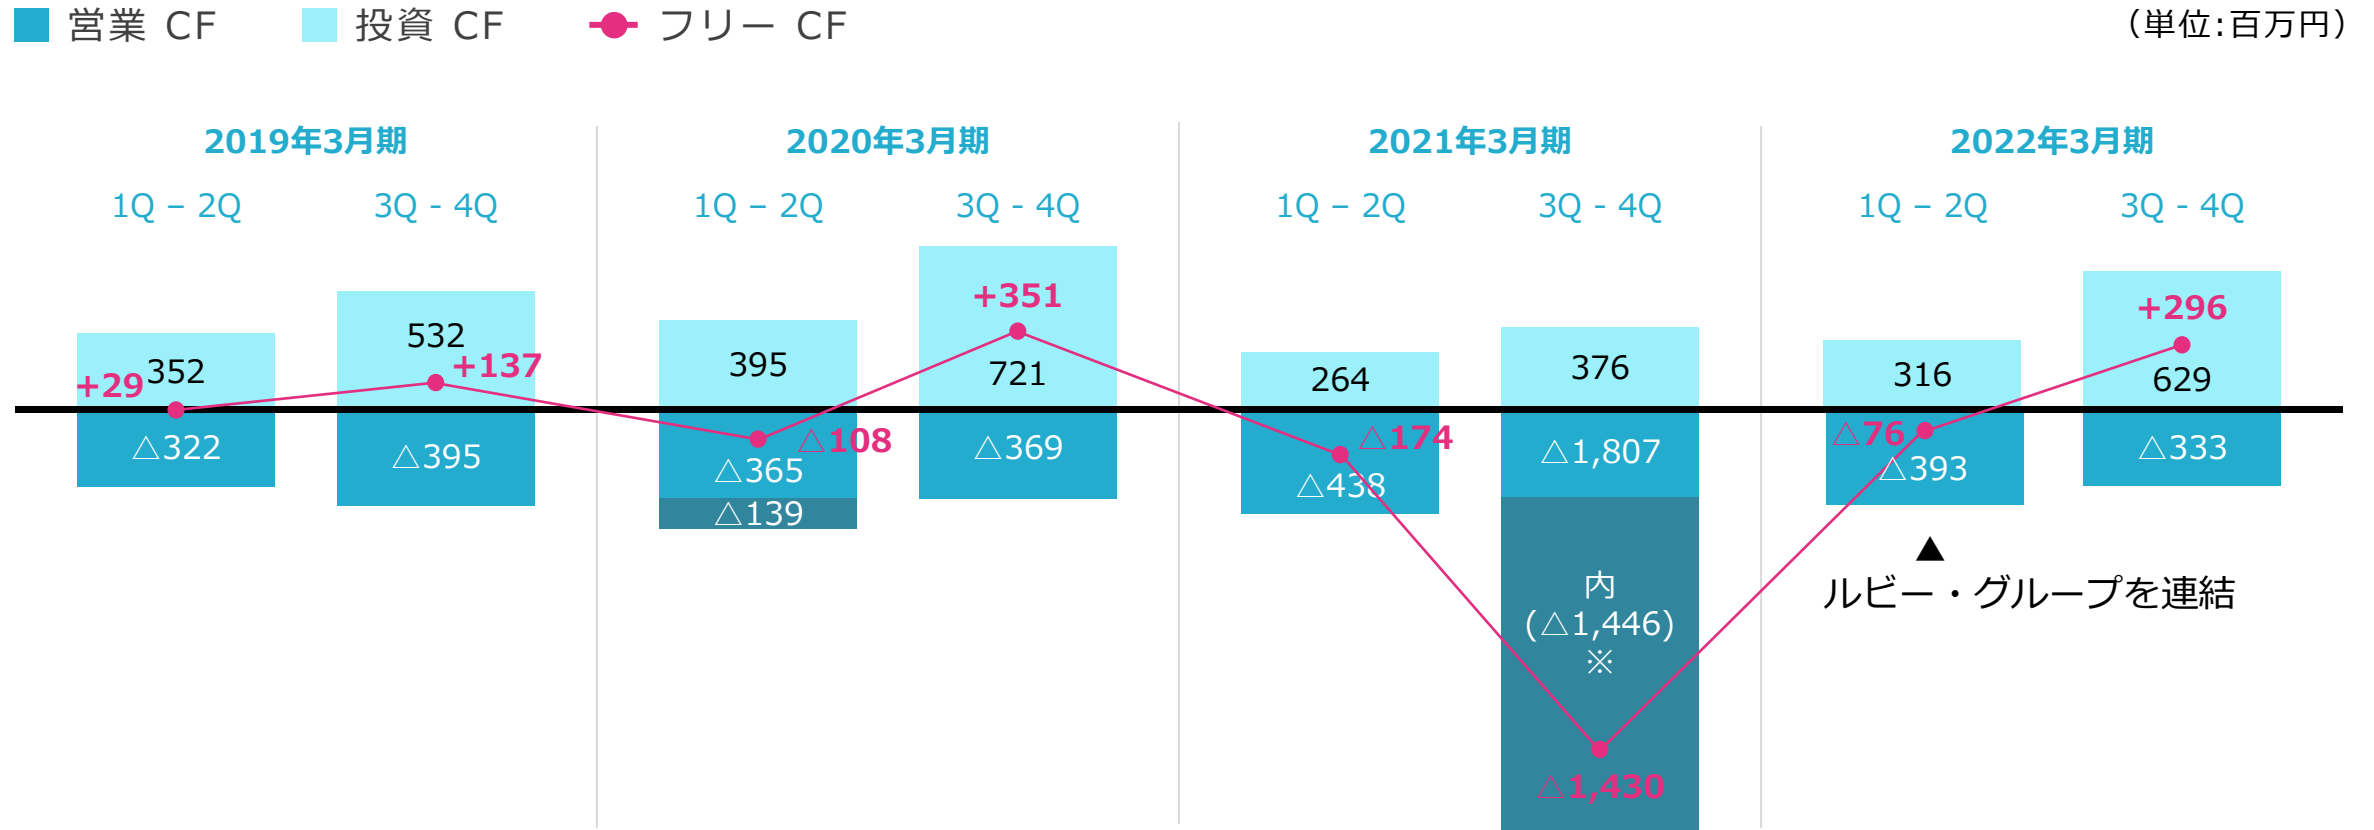 営業 CF
投資 CF
フリー CF
（単位:百万円）
2019年3月期
2020年3月期
2021年3月期
2022年3月期
1Q – 2Q
3Q - 4Q
1Q – 2Q
3Q - 4Q
1Q – 2Q
3Q - 4Q
1Q – 2Q
3Q - 4Q
352
+29
△322
532
+137
△395
395
△108
△365
△139
+351
721
△369
264
△174
△438
376
△1,807
内
(△1,446)
※
△1,430
316
△76
△393
+296
629
△333
▲
ルビー・グループを連結